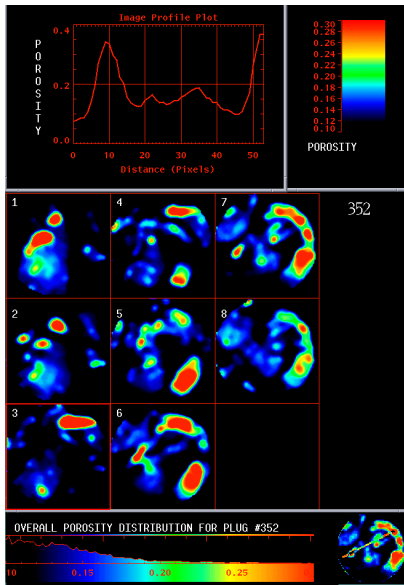 Image Profile Plot
POROSITY
0.4
0.2
0.0
0 10 20 30 40 50
Distance (Pixels)
0.30
0.28
0.26
0.24
0.22
0.20
0.18
0.16
0.14
0.12
0.10
POROSITY
1 4 7
352
2 5 8
3 6
OVERALL POROSITY DISTRIBUTION FOR PLUG #352
10 0.15 0.20 0.25